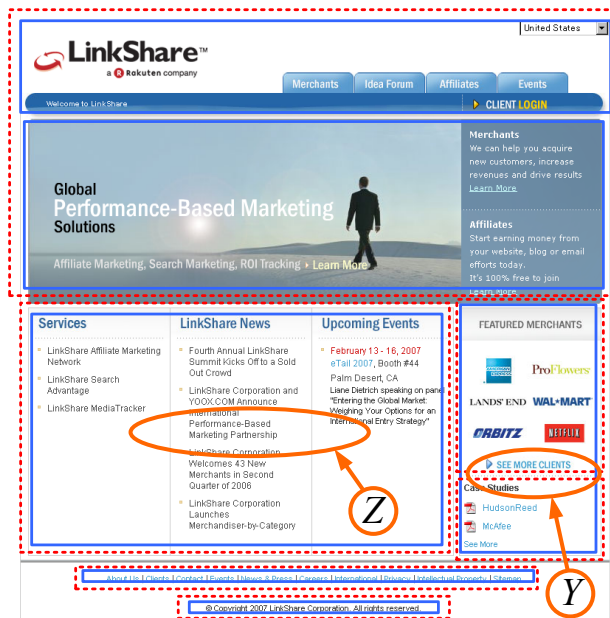 United States
LinkShare™
a Rakuten company
Merchants Idea Forum Affiliates Events
Welcome to LinkShare
CLIENT LOGIN
Merchants
We can help you acquire
new customers, increase
revenues and drive results
Learn More
Global
Performance-Based Marketing
Solutions
Affiliate Marketing, Search Marketing, ROI Tracking Learn More
Affiliates
Start earning money from
your website, blog or email
efforts today.
It's 100% free to join
Learn More
Services
LinkShare Affiliate Marketing
Network
LinkShare Search
Advantage
LinkShare MediaTracker
LinkShare News
Fourth Annual LinkShare
Summit Kicks Off to a Sold
Out Crowd
LinkShare Corporation and
YOOX.COM Announce
International
Performance-Based
Marketing Partnership
LinkShare Corporation
Welcomes 43 New
Merchants in Second
Quarter of 2006
LinkShare Corporation
Launches
Merchandiser-by-Category
Upcoming Events
February 13 - 16, 2007
eTail 2007, Booth #44
Palm Desert, CA
Liane Dietrich speaking on panel
"Entering the Global Market:
Weighing Your Options for an
International Entry Strategy"
FEATURED MERCHANTS
AMERICAN EXPRESS
ProFlowers
LANDS' END WAL★MART
ORBITZ NETFLIX
SEE MORE CLIENTS
Case Studies
HudsonReed
McAfee
See More
Z
Y
About Us | Clients | Contact | Events | News & Press | Careers | International | Privacy | Intellectual Property | Sitemap
© Copyright 2007 LinkShare Corporation. All rights reserved.